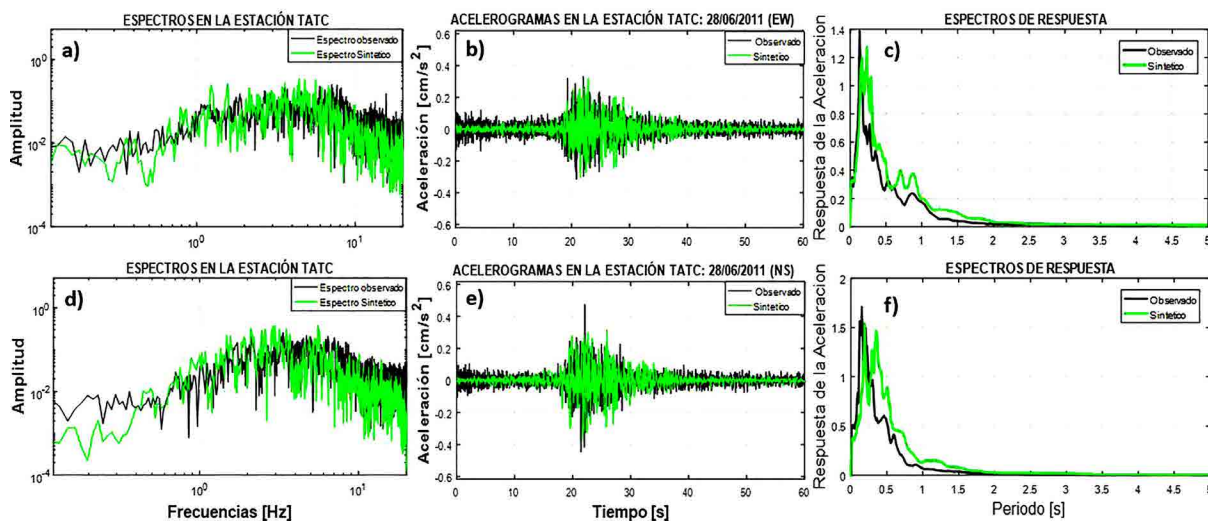 ESPECTROS EN LA ESTACIÓN TATC
a)
Espectro observado
Espectro Sintetico
Amplitud
10^0
10^-2
10^-4
10^0
10^1
ACELEROGRAMAS EN LA ESTACIÓN TATC: 28/06/2011 (EW)
b)
Observado
Sintético
Aceleración [cm/s^2]
0.6
0.4
0.2
0
-0.2
-0.4
-0.6
0
10
20
30
40
50
60
ESPECTROS DE RESPUESTA
c)
Observado
Sintetico
Respuesta de la Aceleracion
1.4
1.2
1
0.8
0.6
0.4
0.2
0
0
0.5
1
1.5
2
2.5
3
3.5
4
4.5
5
ESPECTROS EN LA ESTACIÓN TATC
d)
Espectro observado
Espectro Sintetico
Amplitud
10^0
10^-2
10^-4
10^0
10^1
Frecuencias [Hz]
ACELEROGRAMAS EN LA ESTACIÓN TATC: 28/06/2011 (NS)
e)
Observado
Sintético
Aceleración [cm/s^2]
0.6
0.4
0.2
0
-0.2
-0.4
-0.6
0
10
20
30
40
50
60
Tiempo [s]
ESPECTROS DE RESPUESTA
f)
Observado
Sintetico
Respuesta de la Aceleracion
2
1.5
1
0.5
0
0
0.5
1
1.5
2
2.5
3
3.5
4
4.5
5
Periodo [s]